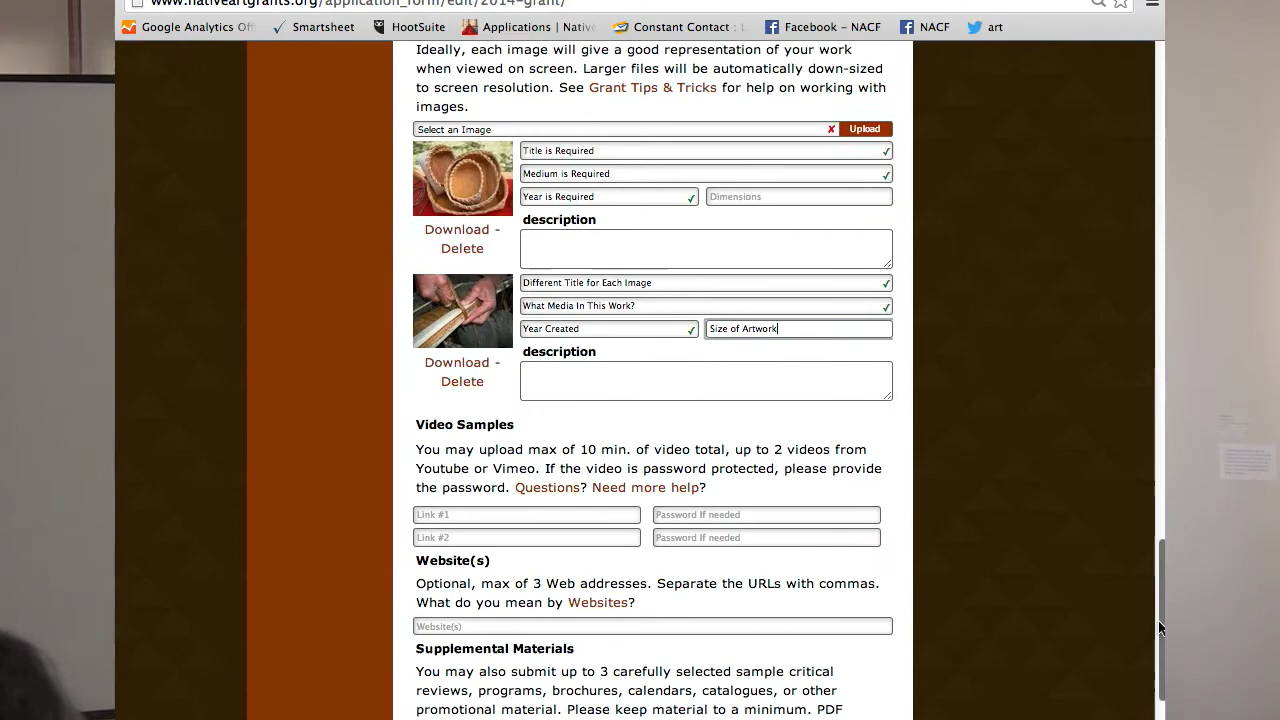 www.nativeartgrants.org/application_form/edit/2014-grant/
Google Analytics Of Smartsheet HootSuite Applications | Native Constant Contact : L Facebook – NACF NACF art
Ideally, each image will give a good representation of your work
when viewed on screen. Larger files will be automatically down-sized
to screen resolution. See Grant Tips & Tricks for help on working with
images.
Select an Image ✗ Upload
Title is Required
Medium is Required
Year is Required Dimensions
description
Download -
Delete
Different Title for Each Image
What Media In This Work?
Year Created Size of Artwork
description
Download -
Delete
Video Samples
You may upload max of 10 min. of video total, up to 2 videos from
Youtube or Vimeo. If the video is password protected, please provide
the password. Questions? Need more help?
Link #1 Password If needed
Link #2 Password If needed
Website(s)
Optional, max of 3 Web addresses. Separate the URLs with commas.
What do you mean by Websites?
Website(s)
Supplemental Materials
You may also submit up to 3 carefully selected sample critical
reviews, programs, brochures, calendars, catalogues, or other
promotional material. Please keep material to a minimum. PDF